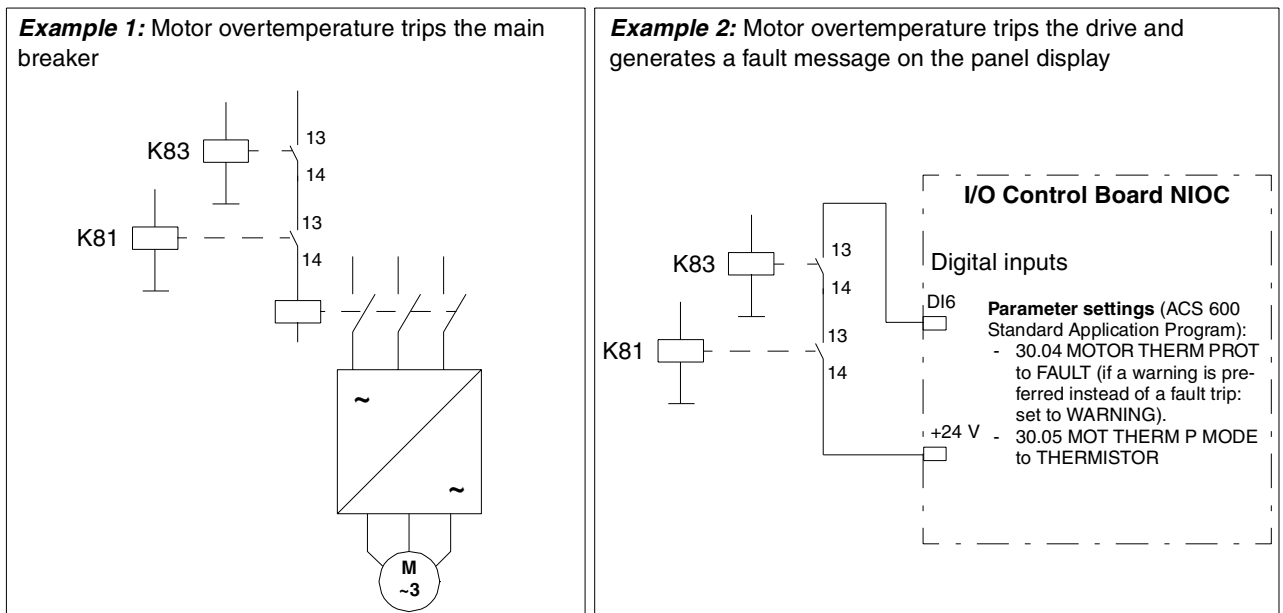 Example 1: Motor overtemperature trips the main
breaker
K83
13
14
K81
13
14
~
~
M
~3
Example 2: Motor overtemperature trips the drive and
generates a fault message on the panel display
I/O Control Board NIOC
K83
13
14
K81
13
14
Digital inputs
DI6
+24 V
Parameter settings (ACS 600
Standard Application Program):
- 30.04 MOTOR THERM PROT
to FAULT (if a warning is pre-
ferred instead of a fault trip:
set to WARNING).
- 30.05 MOT THERM P MODE
to THERMISTOR